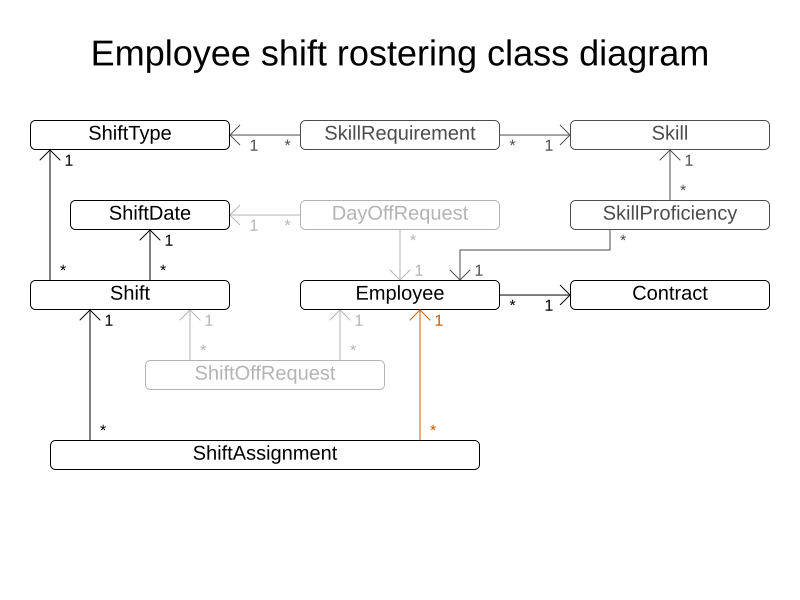 Employee shift rostering class diagram
ShiftType
SkillRequirement
Skill
1 *
* 1
1
1
*
ShiftDate
DayOffRequest
SkillProficiency
1 *
1
*
*
* *
1 1
Shift
Employee
Contract
* 1
1 1 1 1
* *
ShiftOffRequest
* *
ShiftAssignment